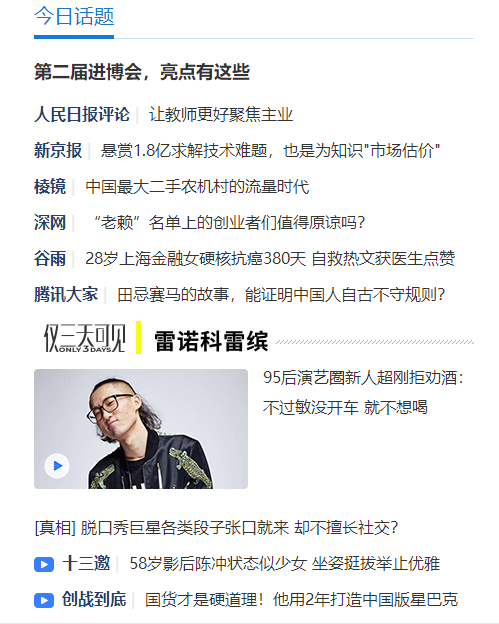 今日话题
第二届进博会，亮点有这些
人民日报评论 | 让教师更好聚焦主业
新京报 | 悬赏1.8亿求解技术难题，也是为知识"市场估价"
棱镜 | 中国最大二手农机村的流量时代
深网 | “老赖”名单上的创业者们值得原谅吗？
谷雨 | 28岁上海金融女硬核抗癌380天 自救热文获医生点赞
腾讯大家 | 田忌赛马的故事，能证明中国人自古不守规则？
仅三天可见 ONLY 3 DAYS 雷诺科雷缤
95后演艺圈新人超刚拒劝酒：
不过敏没开车 就不想喝
[真相] 脱口秀巨星各类段子张口就来 却不擅长社交？
十三邀 | 58岁影后陈冲状态似少女 坐姿挺拔举止优雅
创战到底 | 国货才是硬道理！他用2年打造中国版星巴克